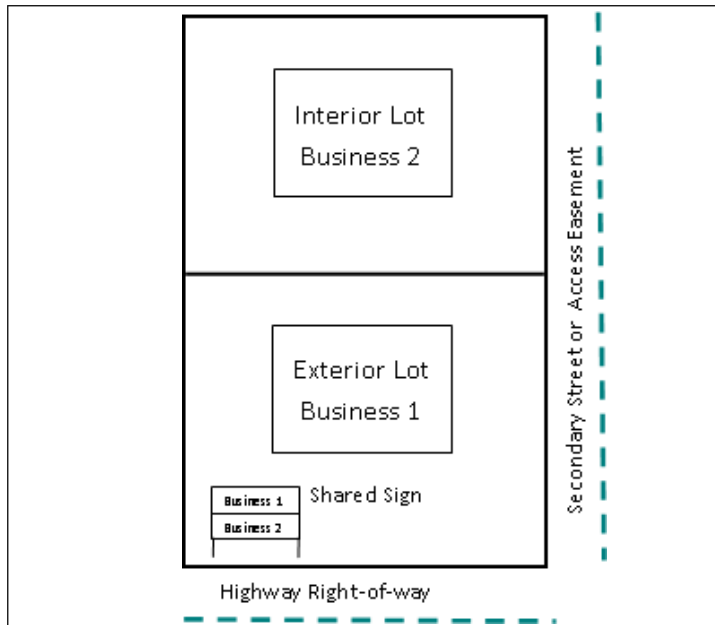 Interior Lot
Business 2
Secondary Street or Access Easement
Exterior Lot
Business 1
Business 1
Shared Sign
Business 2
Highway Right-of-way